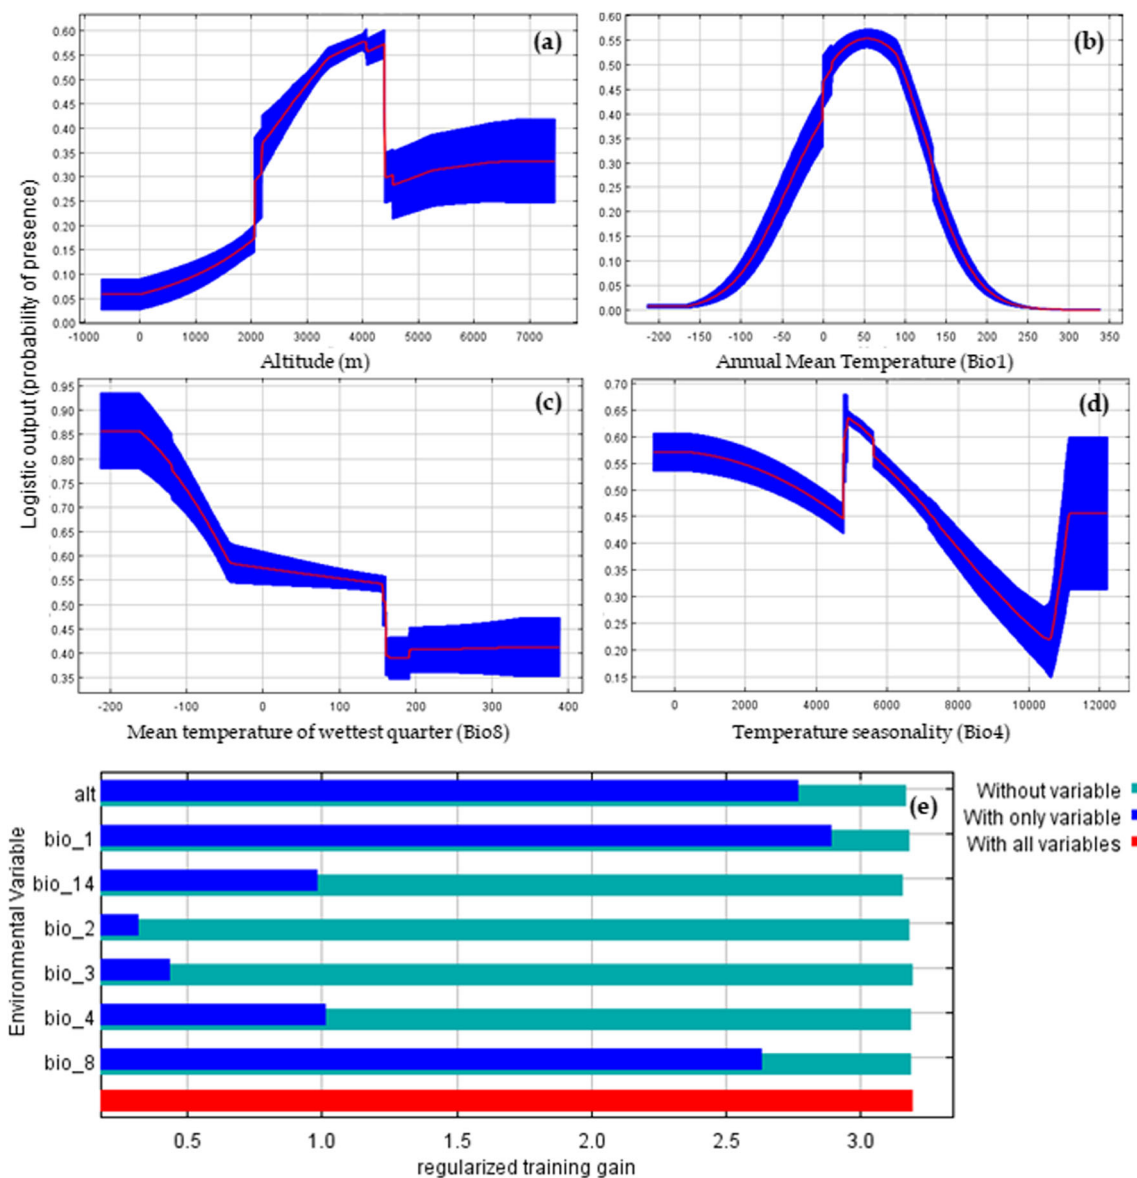 Logistic output (probability of presence)
(a)
0.60
0.55
0.50
0.45
0.40
0.35
0.30
0.25
0.20
0.15
0.10
0.05
0.00
-1000 0 1000 2000 3000 4000 5000 6000 7000
Altitude (m)
(b)
0.60
0.55
0.50
0.45
0.40
0.35
0.30
0.25
0.20
0.15
0.10
0.05
0.00
-200 -150 -100 -50 0 50 100 150 200 250 300 350
Annual Mean Temperature (Bio1)
(c)
0.95
0.90
0.85
0.80
0.75
0.70
0.65
0.60
0.55
0.50
0.45
0.40
0.35
-200 -100 0 100 200 300 400
Mean temperature of wettest quarter (Bio8)
(d)
0.70
0.65
0.60
0.55
0.50
0.45
0.40
0.35
0.30
0.25
0.20
0.15
0 2000 4000 6000 8000 10000 12000
Temperature seasonality (Bio4)
(e)
Environmental Variable
alt
bio_1
bio_14
bio_2
bio_3
bio_4
bio_8
0.5 1.0 1.5 2.0 2.5 3.0
regularized training gain
Without variable
With only variable
With all variables